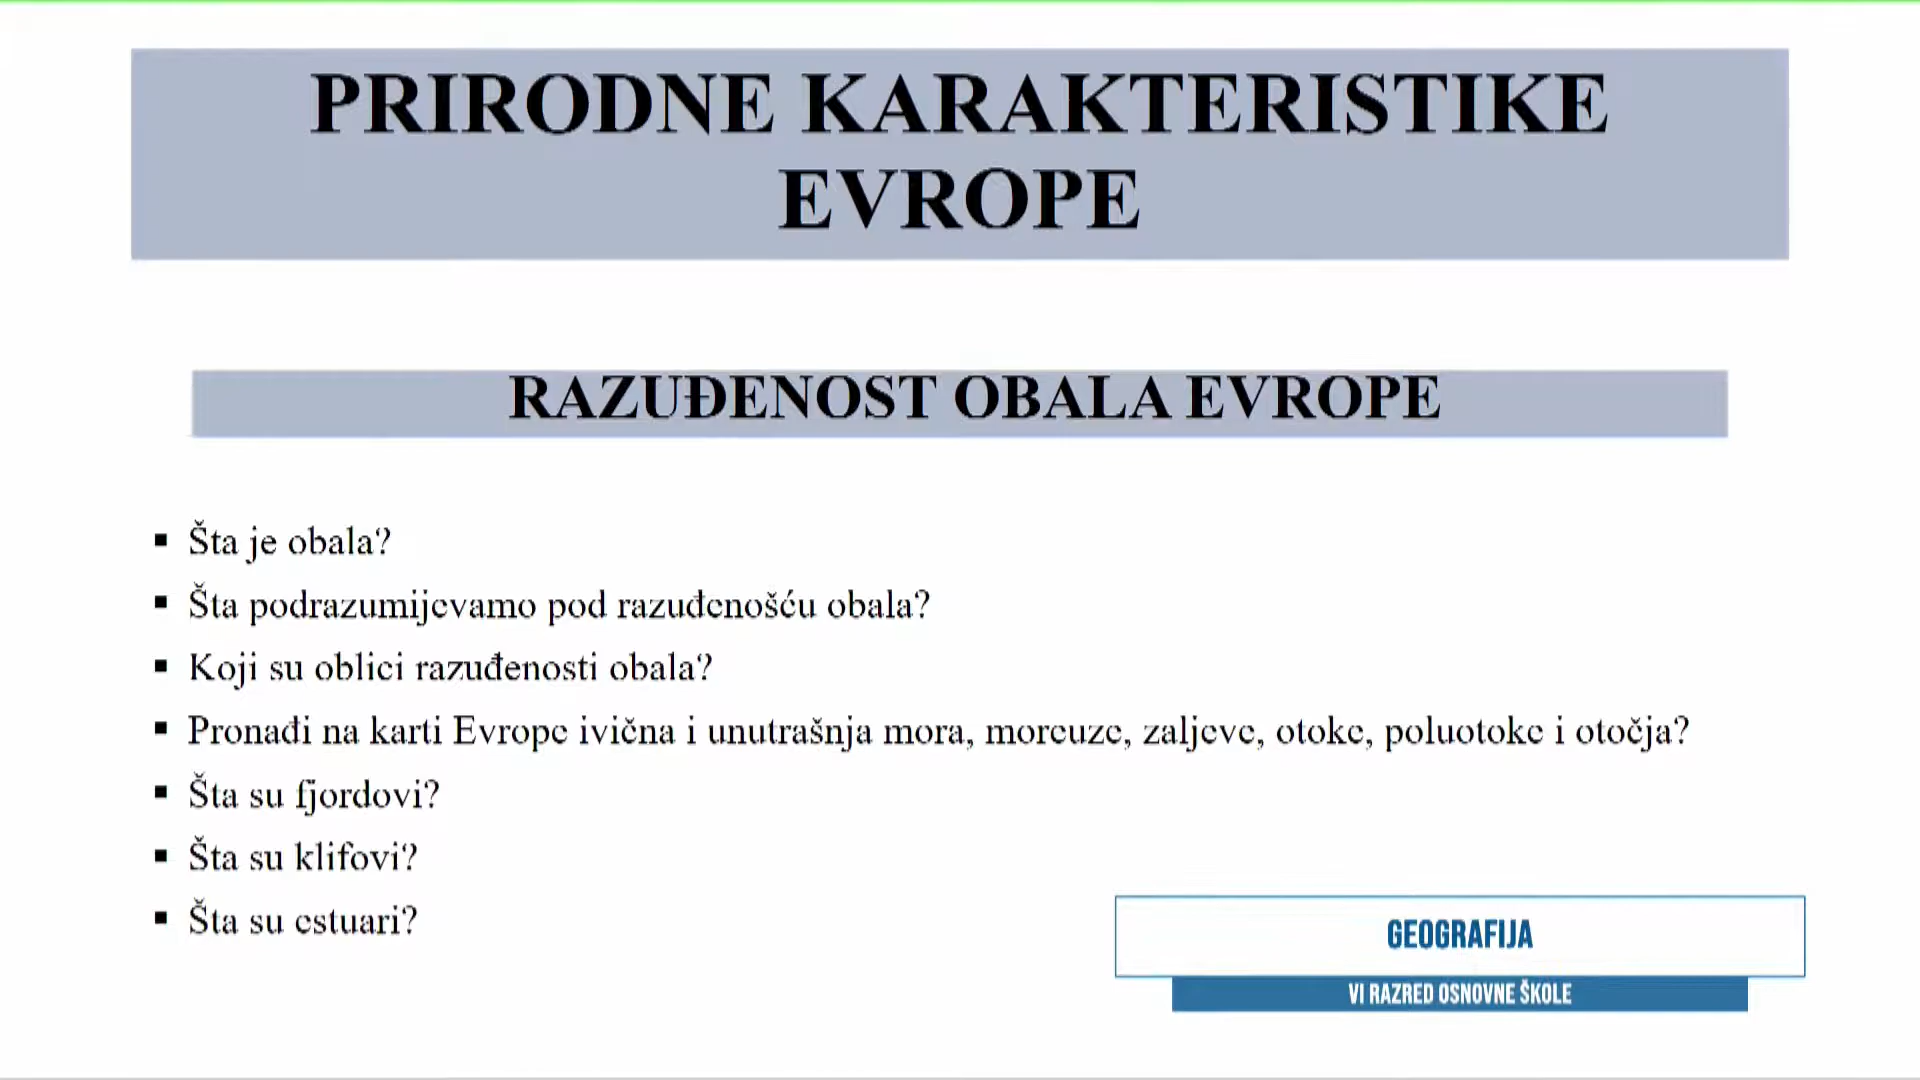 PRIRODNE KARAKTERISTIKE
EVROPE
RAZUĐENOST OBALA EVROPE
▪ Šta je obala?
▪ Šta podrazumijevamo pod razuđenošću obala?
▪ Koji su oblici razuđenosti obala?
▪ Pronađi na karti Evrope ivična i unutrašnja mora, moreuze, zaljeve, otoke, poluotoke i otočja?
▪ Šta su fjordovi?
▪ Šta su klifovi?
▪ Šta su estuari?
GEOGRAFIJA
VI RAZRED OSNOVNE ŠKOLE